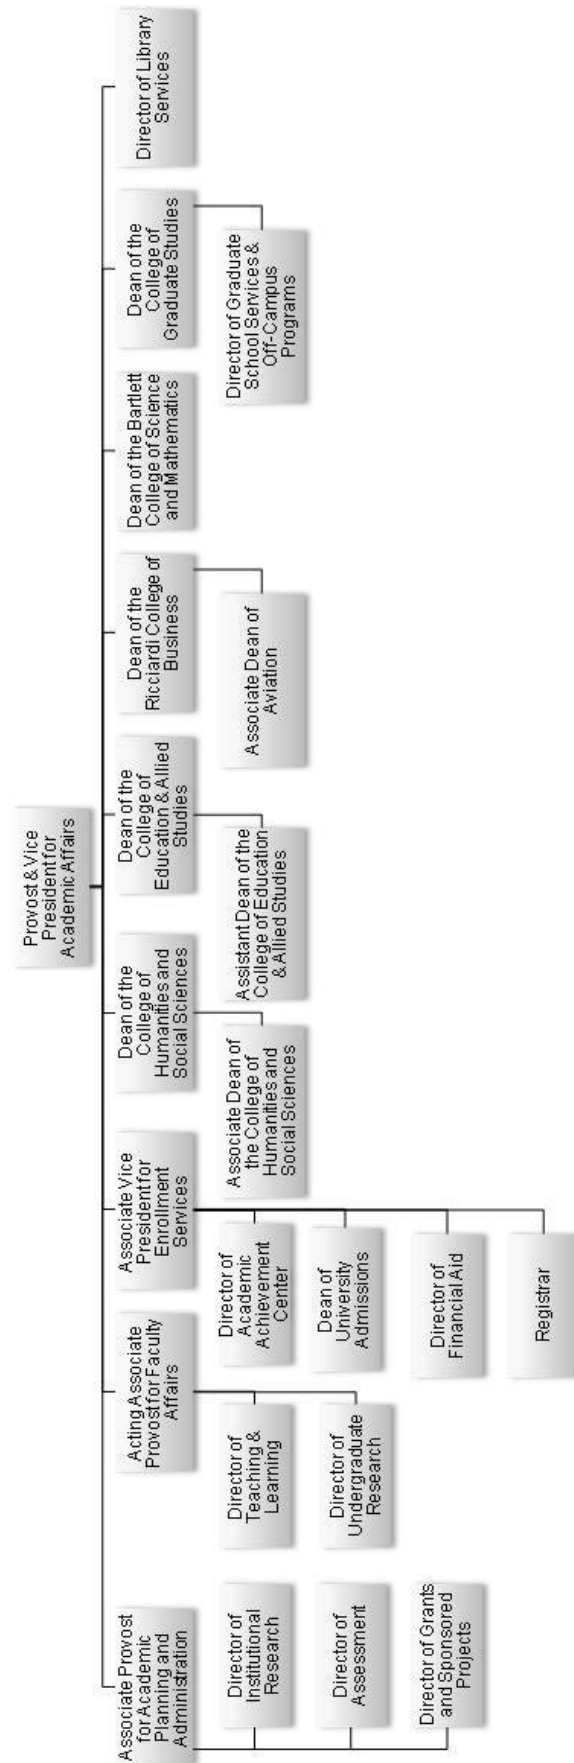 Provost & Vice
President for
Academic Affairs
Associate Provost
for Academic
Planning and
Administration
Director of
Institutional
Research
Director of
Assessment
Director of Grants
and Sponsored
Projects
Acting Associate
Provost for Faculty
Affairs
Director of
Teaching &
Learning
Director of
Undergraduate
Research
Associate Vice
President for
Enrollment
Services
Director of
Academic
Achievement
Center
Dean of
University
Admissions
Director of
Financial Aid
Registrar
Dean of the
College of
Humanities and
Social Sciences
Associate Dean of
the College of
Humanities and
Social Sciences
Dean of the
College of
Education & Allied
Studies
Assistant Dean of the
College of Education
& Allied Studies
Dean of the
Ricciardi College of
Business
Associate Dean of
Aviation
Dean of the Bartlett
College of Science
and Mathematics
Dean of the
College of
Graduate Studies
Director of Graduate
School Services &
Off-Campus
Programs
Director of Library
Services